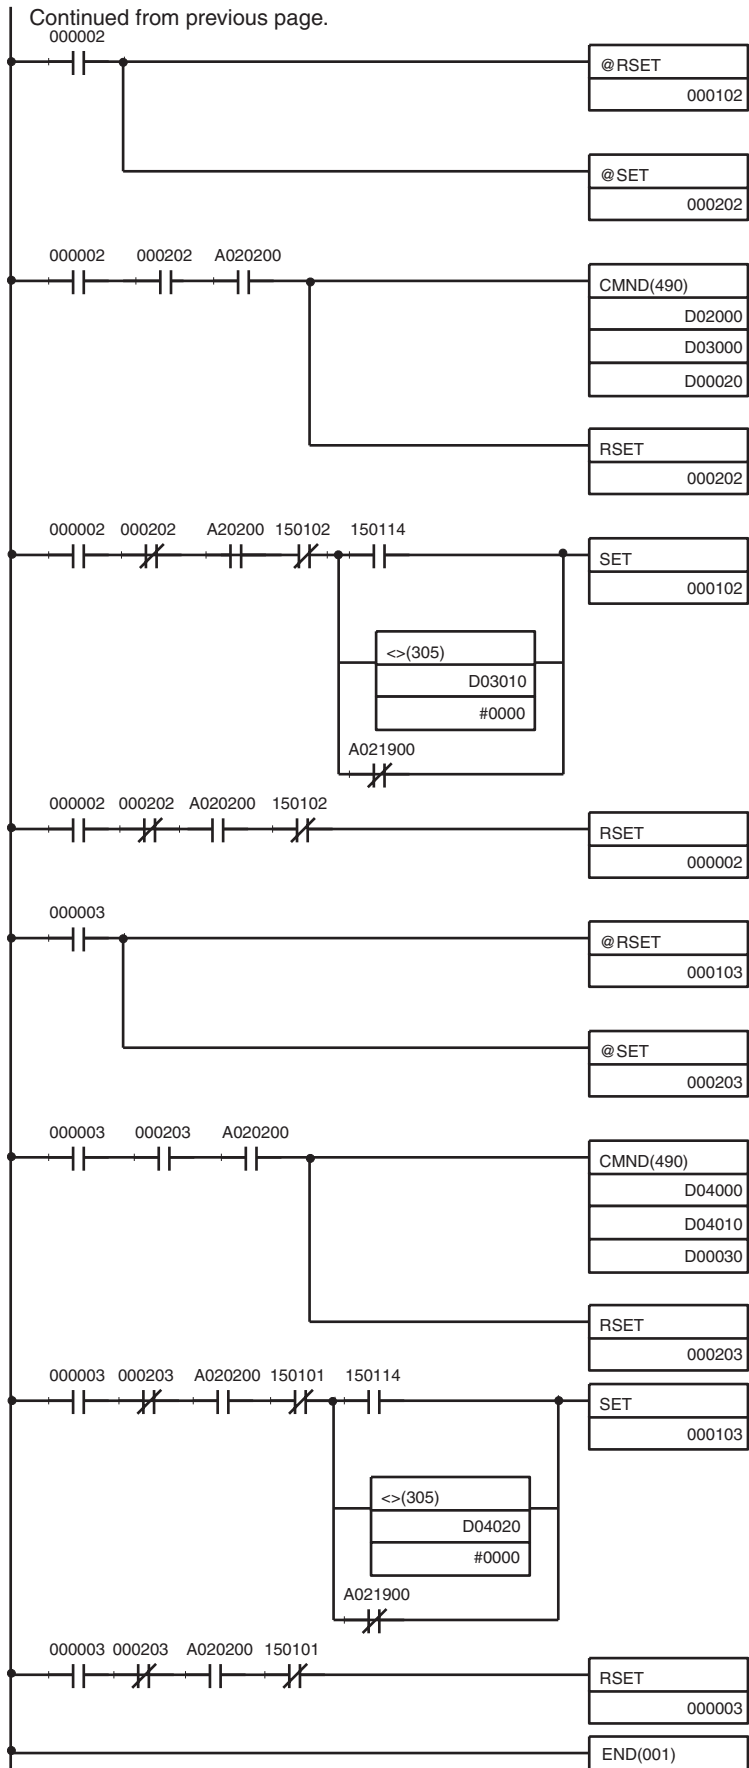 Continued from previous page.
000002
@RSET
000102
@SET
000202
000002 000202 A020200
CMND(490)
D02000
D03000
D00020
RSET
000202
000002 000202 A20200 150102 150114
SET
000102
<>(305)
D03010
#0000
A021900
000002 000202 A020200 150102
RSET
000002
000003
@RSET
000103
@SET
000203
000003 000203 A020200
CMND(490)
D04000
D04010
D00030
RSET
000203
000003 000203 A020200 150101 150114
SET
000103
<>(305)
D04020
#0000
A021900
000003 000203 A020200 150101
RSET
000003
END(001)